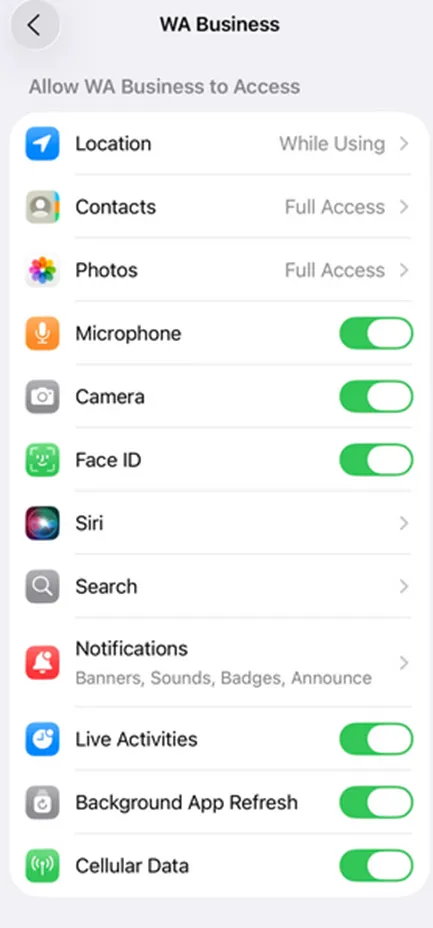 WA Business
Allow WA Business to Access
Location While Using
Contacts Full Access
Photos Full Access
Microphone
Camera
Face ID
Siri
Search
Notifications
Banners, Sounds, Badges, Announce
Live Activities
Background App Refresh
Cellular Data